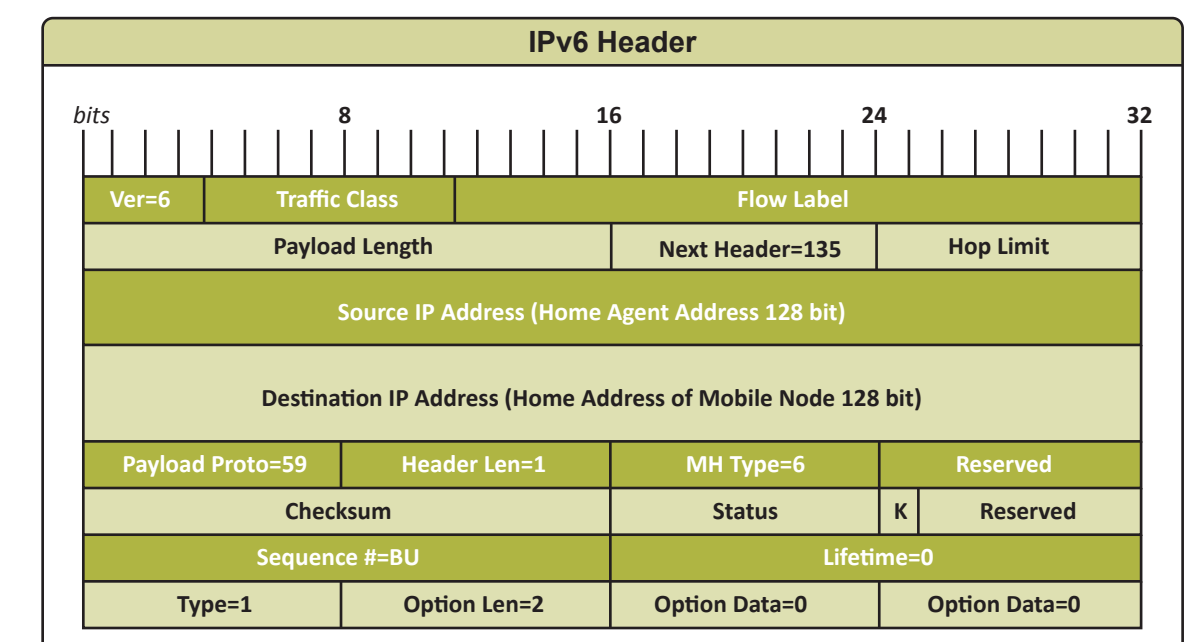 IPv6 Header
bits 8 16 24 32
Ver=6 Traffic Class Flow Label
Payload Length Next Header=135 Hop Limit
Source IP Address (Home Agent Address 128 bit)
Destination IP Address (Home Address of Mobile Node 128 bit)
Payload Proto=59 Header Len=1 MH Type=6 Reserved
Checksum Status K Reserved
Sequence #=BU Lifetime=0
Type=1 Option Len=2 Option Data=0 Option Data=0